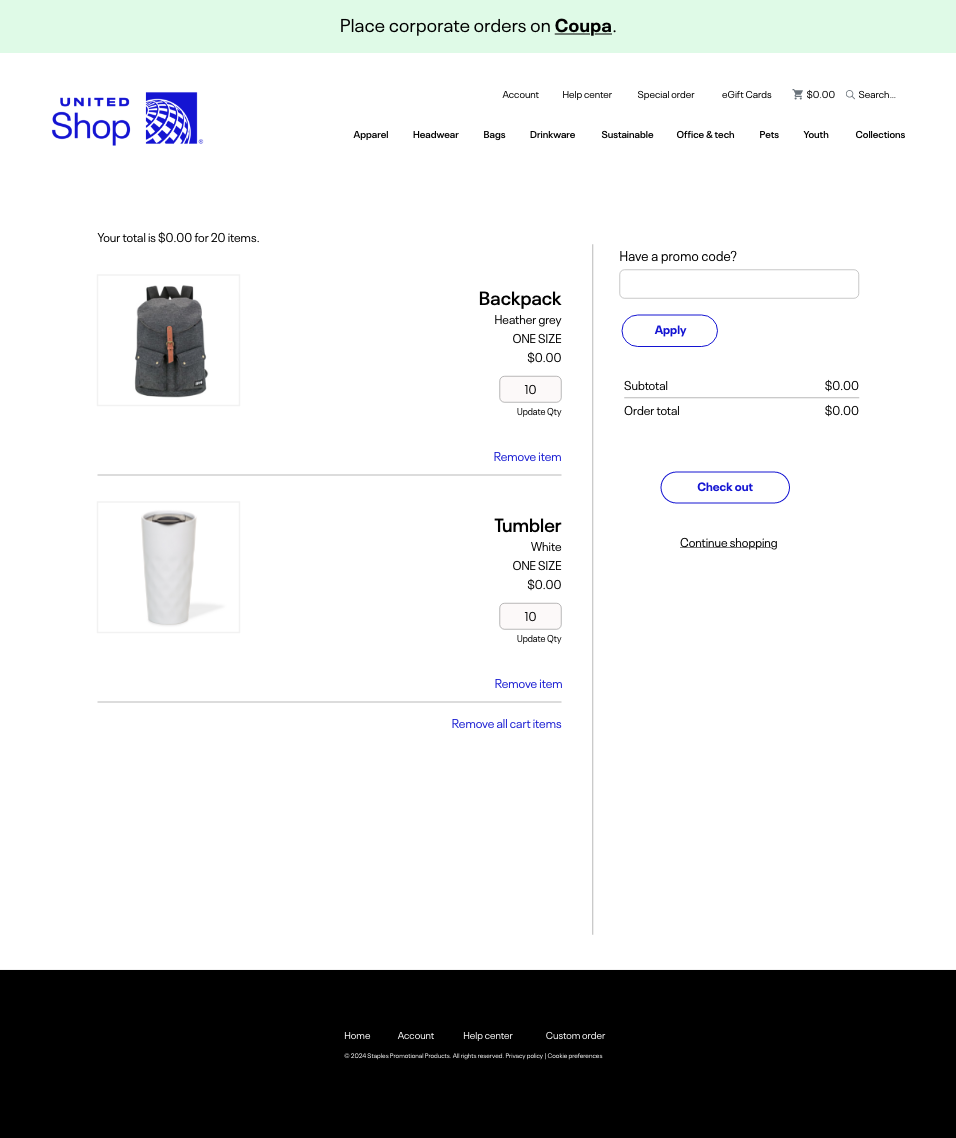 Place corporate orders on Coupa.
UNITED
Shop
®
Account Help center Special order eGift Cards $0.00 Search...
Apparel Headwear Bags Drinkware Sustainable Office & tech Pets Youth Collections
Your total is $0.00 for 20 items.
Backpack
Heather grey
ONE SIZE
$0.00
10
Update Qty
Remove item
Tumbler
White
ONE SIZE
$0.00
10
Update Qty
Remove item
Remove all cart items
Have a promo code?
Apply
Subtotal $0.00
Order total $0.00
Check out
Continue shopping
Home Account Help center Custom order
© 2024 Staples Promotional Products. All rights reserved. Privacy policy | Cookie preferences